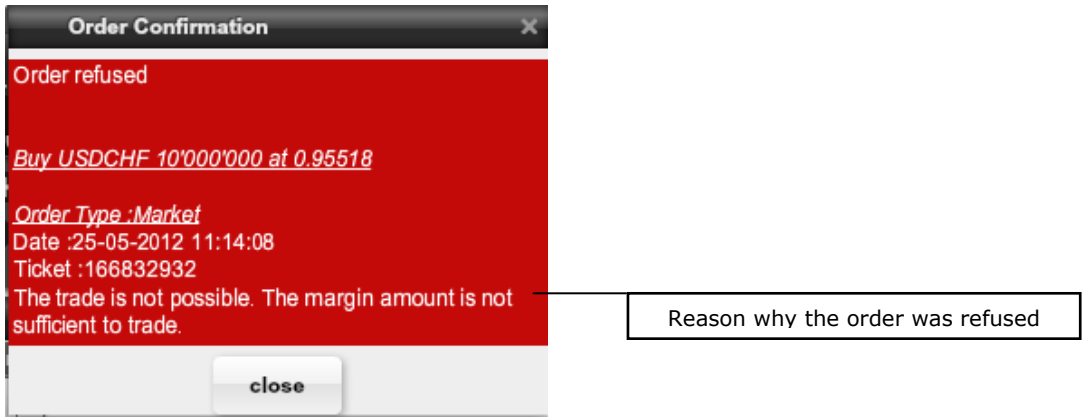 Order Confirmation
Order refused
Buy USDCHF 10'000'000 at 0.95518
Order Type :Market
Date :25-05-2012 11:14:08
Ticket :166832932
The trade is not possible. The margin amount is not
sufficient to trade.
Reason why the order was refused
close